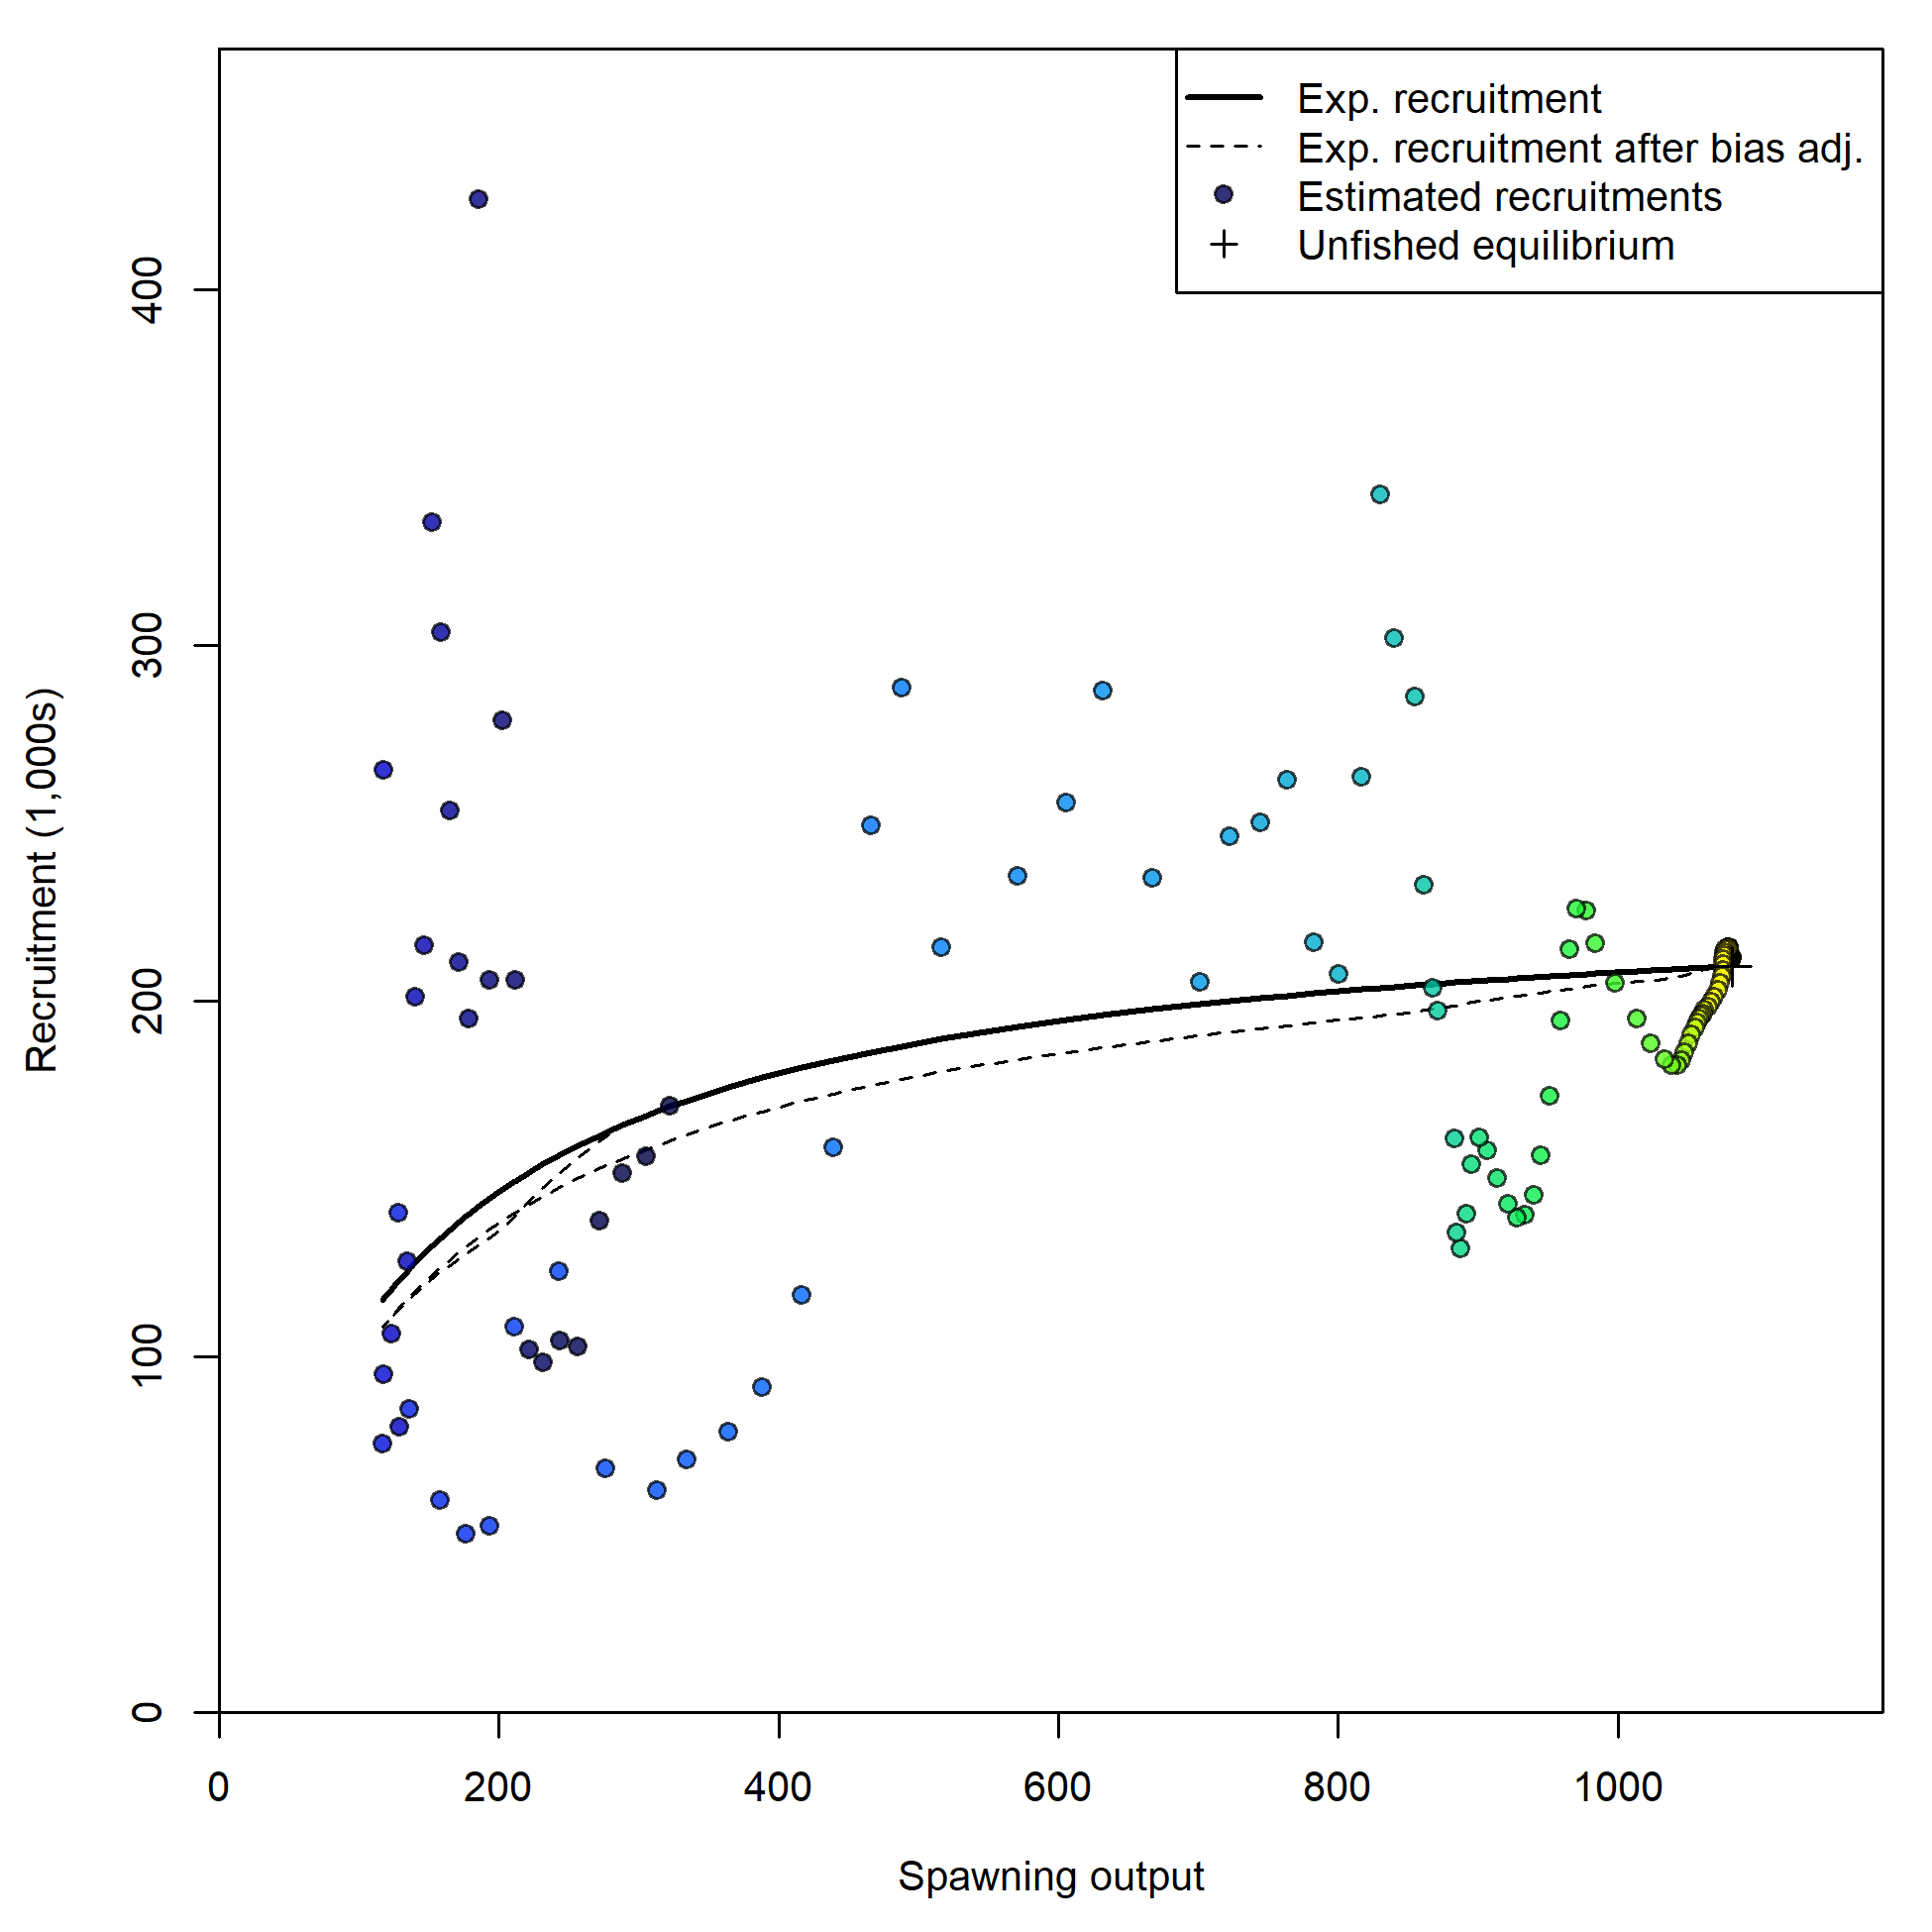 Exp. recruitment
Exp. recruitment after bias adj.
Estimated recruitments
Unfished equilibrium
400
300
200
100
0
Recruitment (1,000s)
0 200 400 600 800 1000
Spawning output